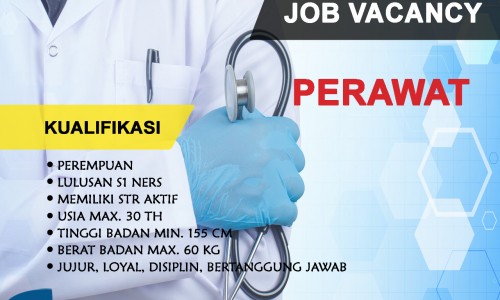 JOB VACANCY
PERAWAT
KUALIFIKASI
• PEREMPUAN
• LULUSAN S1 NERS
• MEMILIKI STR AKTIF
• USIA MAX. 30 TH
• TINGGI BADAN MIN. 155 CM
• BERAT BADAN MAX. 60 KG
• JUJUR, LOYAL, DISIPLIN, BERTANGGUNG JAWAB